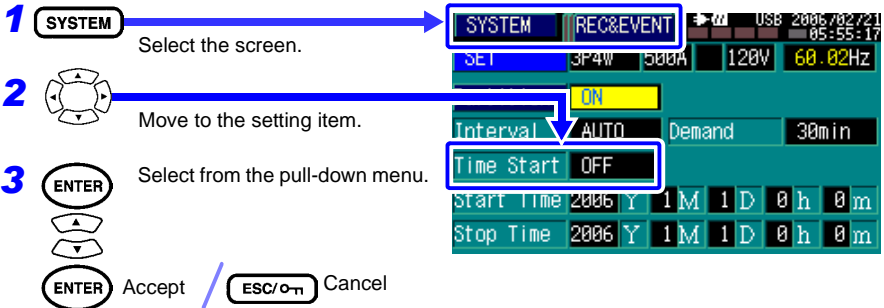 1 SYSTEM
Select the screen.
2
Move to the setting item.
3 ENTER
Select from the pull-down menu.
ENTER Accept / ESC/ Cancel
SYSTEM REC&EVENT USB 2006/02/21
05:55:17
SET 3P4W 500A 120V 60.02Hz
ON
Interval AUTO Demand 30min
Time Start OFF
Start Time 2006 Y 1 M 1 D 0 h 0 m
Stop Time 2006 Y 1 M 1 D 0 h 0 m